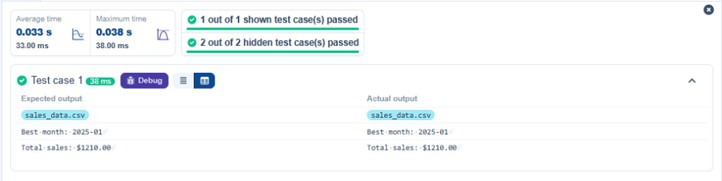 Average time
0.033 s
33.00 ms
Maximum time
0.038 s
38.00 ms
1 out of 1 shown test case(s) passed
2 out of 2 hidden test case(s) passed
Test case 1 38 ms Debug
Expected output
sales_data.csv
Best·month:·2025-01
Total·sales:·$1210.00
Actual output
sales_data.csv
Best·month:·2025-01
Total·sales:·$1210.00